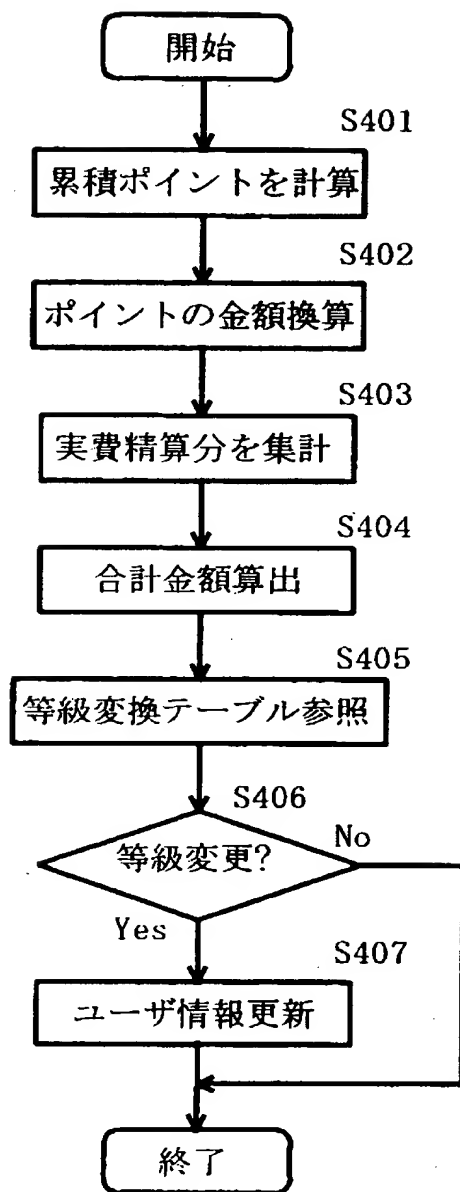 開始
S401
累積ポイントを計算
S402
ポイントの金額換算
S403
実費精算分を集計
S404
合計金額算出
S405
等級変換テーブル参照
S406
等級変更?
No
Yes
S407
ユーザ情報更新
終了